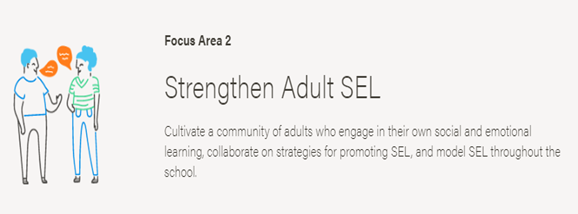 Focus Area 2
Strengthen Adult SEL
Cultivate a community of adults who engage in their own social and emotional
learning, collaborate on strategies for promoting SEL, and model SEL throughout the
school.